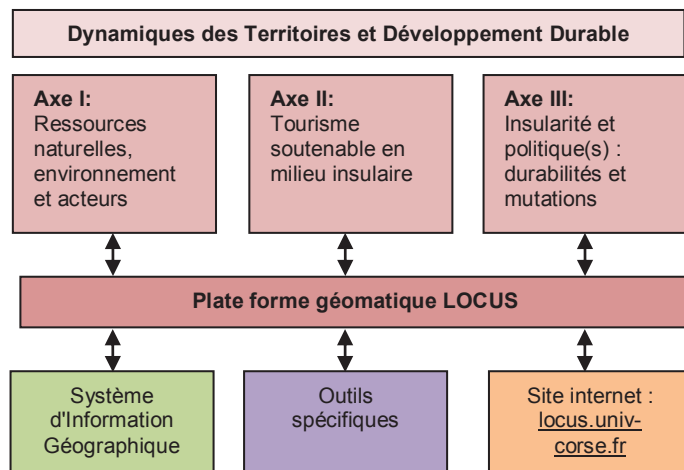 Dynamiques des Territoires et Développement Durable
Axe I:
Ressources
naturelles,
environnement
et acteurs
Axe II:
Tourisme
soutenable en
milieu insulaire
Axe III:
Insularité et
politique(s) :
durabilités et
mutations
Plate forme géomatique LOCUS
Système
d'Information
Géographique
Outils
spécifiques
Site internet :
locus.univ-
corse.fr